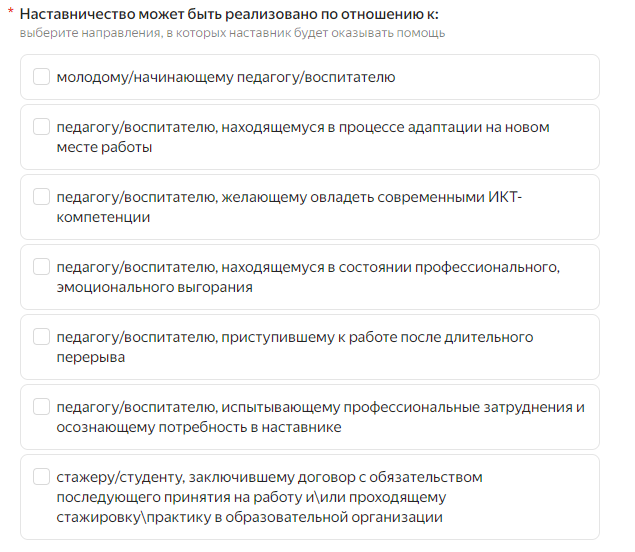 * Наставничество может быть реализовано по отношению к:
выберите направления, в которых наставник будет оказывать помощь
молодому/начинающему педагогу/воспитателю
педагогу/воспитателю, находящемуся в процессе адаптации на новом
месте работы
педагогу/воспитателю, желающему овладеть современными ИКТ-
компетенции
педагогу/воспитателю, находящемуся в состоянии профессионального,
эмоционального выгорания
педагогу/воспитателю, приступившему к работе после длительного
перерыва
педагогу/воспитателю, испытывающему профессиональные затруднения и
осознающему потребность в наставнике
стажеру/студенту, заключившему договор с обязательством
последующего принятия на работу и\или проходящему
стажировку\практику в образовательной организации